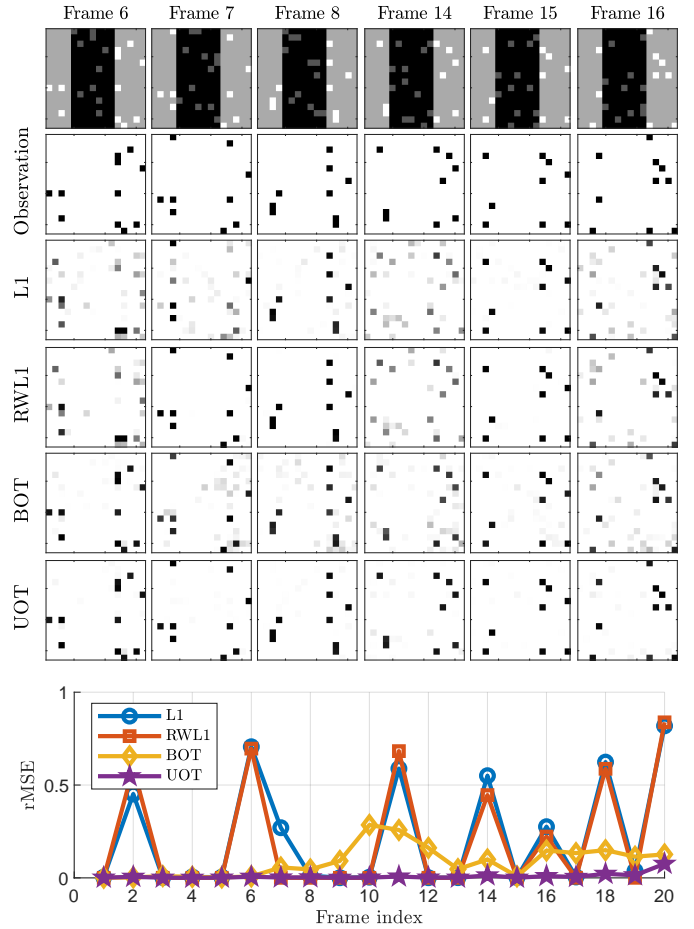 Frame 6 Frame 7 Frame 8 Frame 14 Frame 15 Frame 16
Observation
L1
RWL1
BOT
UOT
1
0.5
0
rMSE
L1
RWL1
BOT
UOT
0 2 4 6 8 10 12 14 16 18 20
Frame index